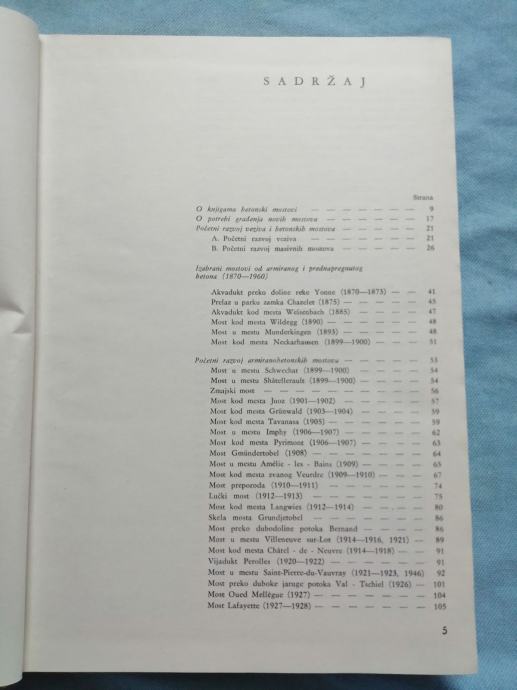 SADRŽAJ
Strana
O knjigama betonski mostovi — — — — — — — 9
O potrebi građenja novih mostova — — — — — — 17
Početni razvoj veziva i betonskih mostova — — — — — 21
A. Početni razvoj veziva — — — — — — — 21
B. Početni razvoj masivnih mostova — — — — — 26
Izabrani mostovi od armiranog i prednapregnutog
betona (1870—1960)
Akvadukt preko doline reke Yonne (1870—1873) — — — 41
Prelaz u parku zamka Chazelet (1875) — — — — — 45
Akvadukt kod mesta Weisenbach (1885) — — — — 47
Most kod mesta Wildegg (1890) — — — — — — 48
Most u mestu Munderkingen (1893) — — — — — 48
Most kod mesta Neckarhausen (1899—1900) — — — — 51
Početni razvoj armiranobetonskih mostova — — — — — 53
Most u mestu Schwechat (1899—1900) — — — — — 54
Most u mestu Shâtellerault (1899—1900) — — — — 54
Zmajski most — — — — — — — — — 56
Most kod mesta Juoz (1901—1902) — — — — — 57
Most kod mesta Grünwald (1903—1904) — — — — 59
Most kod mesta Tavanasa (1905) — — — — — — 59
Most u mestu Imphy (1906—1907) — — — — — 62
Most kod mesta Pyrimont (1906—1907) — — — — — 63
Most Gmündertobel (1908) — — — — — — — 64
Most u mestu Amélie - les - Bains (1909) — — — — 65
Most kod mesta zvanog Veurdre (1909—1910) — — — — 67
Most preporoda (1910—1911) — — — — — — 74
Lučki most (1912—1913) — — — — — — — 75
Most kod mesta Langwies (1912—1914) — — — — 80
Skela mosta Grundjetobel — — — — — — — 86
Most preko dubodoline potoka Bernand — — — — — 86
Most u mestu Villeneuve sur-Lot (1914—1916, 1921) — — 89
Most kod mesta Châtel - de - Neuvre (1914—1918) — — — 91
Vijadukt Perolles (1920—1922) — — — — — — 91
Most u mestu Saint-Pierre-du-Vauvray (1921—1923, 1946) 92
Most preko duboke jaruge potoka Val - Tschiel (1926) — — 101
Most Oued Mellègue (1927) — — — — — — — 104
Most Lafayette (1927—1928) — — — — — — — 105
5